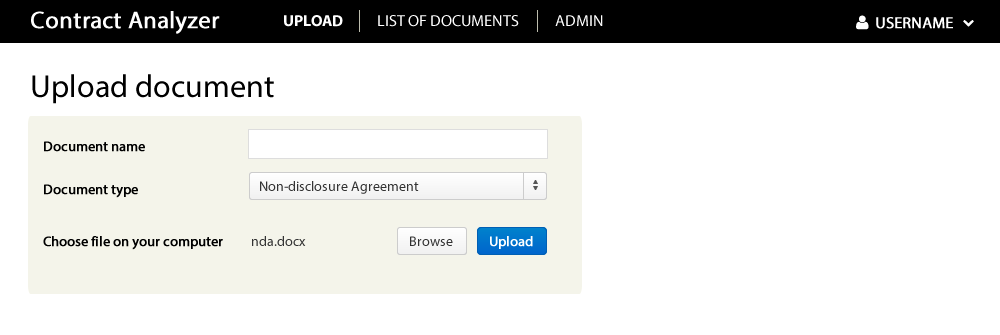 Contract Analyzer UPLOAD LIST OF DOCUMENTS ADMIN USERNAME
Upload document
Document name
Document type Non-disclosure Agreement
Choose file on your computer nda.docx Browse Upload